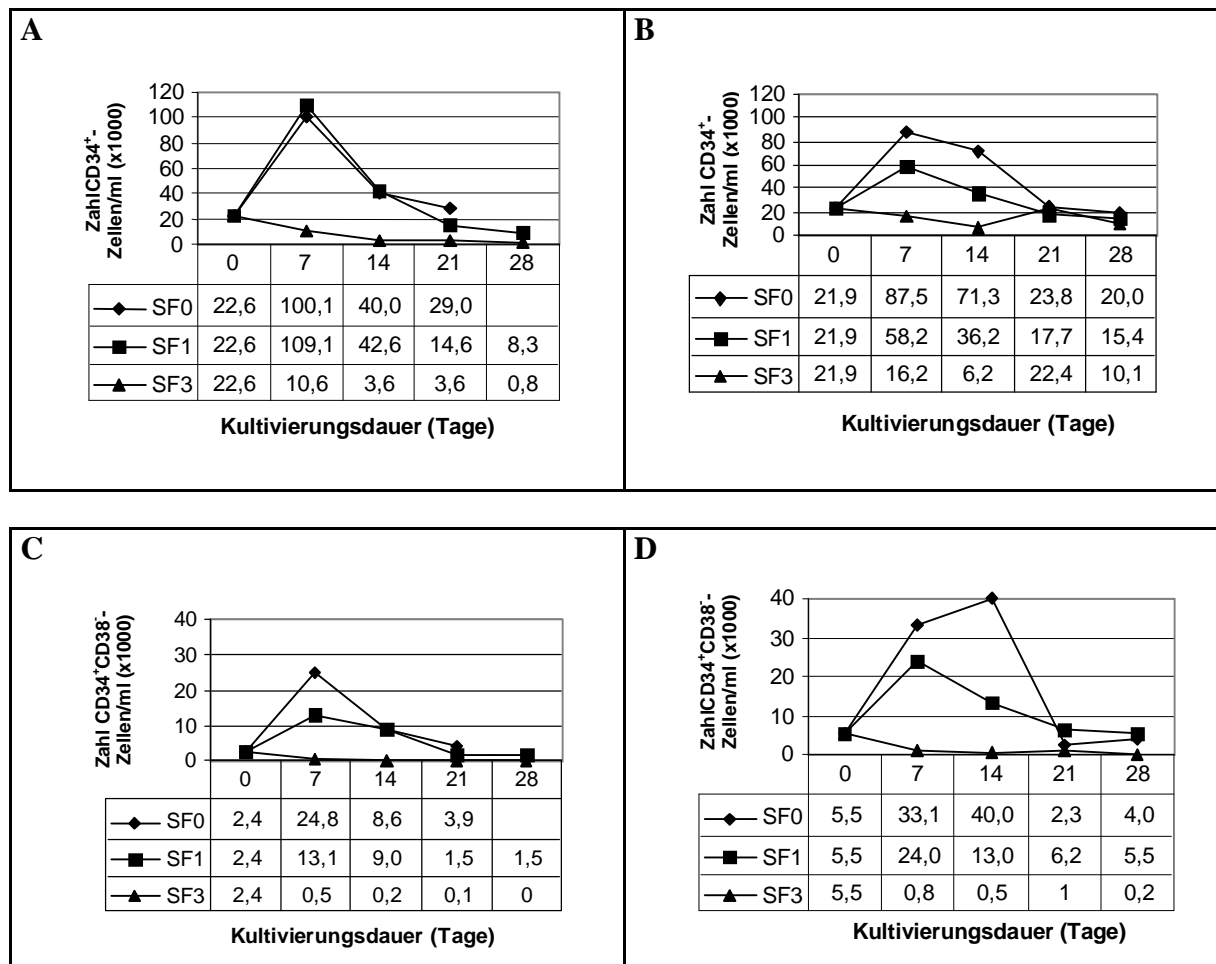 A
Zahl CD34⁺-
Zellen/ml (x1000)
120
100
80
60
40
20
0
0 7 14 21 28
SF0 22,6 100,1 40,0 29,0
SF1 22,6 109,1 42,6 14,6 8,3
SF3 22,6 10,6 3,6 3,6 0,8
Kultivierungsdauer (Tage)
B
Zahl CD34⁺-
Zellen/ml (x1000)
120
100
80
60
40
20
0
0 7 14 21 28
SF0 21,9 87,5 71,3 23,8 20,0
SF1 21,9 58,2 36,2 17,7 15,4
SF3 21,9 16,2 6,2 22,4 10,1
Kultivierungsdauer (Tage)
C
Zahl CD34⁺CD38⁻-
Zellen/ml (x1000)
40
30
20
10
0
0 7 14 21 28
SF0 2,4 24,8 8,6 3,9
SF1 2,4 13,1 9,0 1,5 1,5
SF3 2,4 0,5 0,2 0,1 0
Kultivierungsdauer (Tage)
D
ZahlCD34⁺CD38⁻-
Zellen/ml (x1000)
40
30
20
10
0
0 7 14 21 28
SF0 5,5 33,1 40,0 2,3 4,0
SF1 5,5 24,0 13,0 6,2 5,5
SF3 5,5 0,8 0,5 1 0,2
Kultivierungsdauer (Tage)